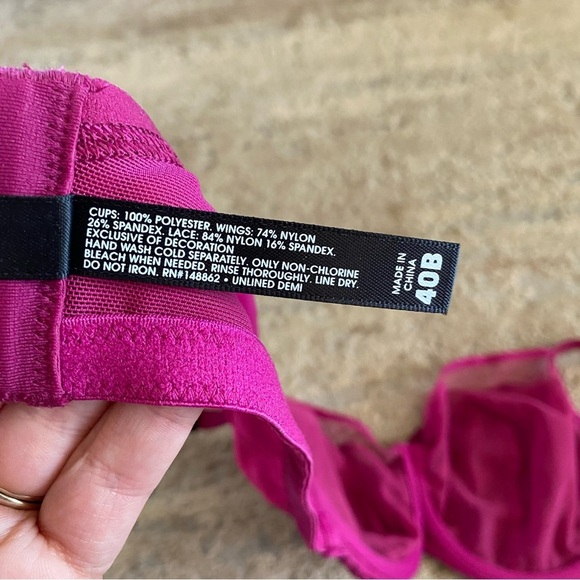 CUPS: 100% POLYESTER. WINGS: 74% NYLON
26% SPANDEX. LACE: 84% NYLON 16% SPANDEX.
EXCLUSIVE OF DECORATION
HAND WASH COLD SEPARATELY. ONLY NON-CHLORINE
BLEACH WHEN NEEDED. RINSE THOROUGHLY. LINE DRY.
DO NOT IRON. RN#148862 • UNLINED DEMI
MADE IN
CHINA
40B